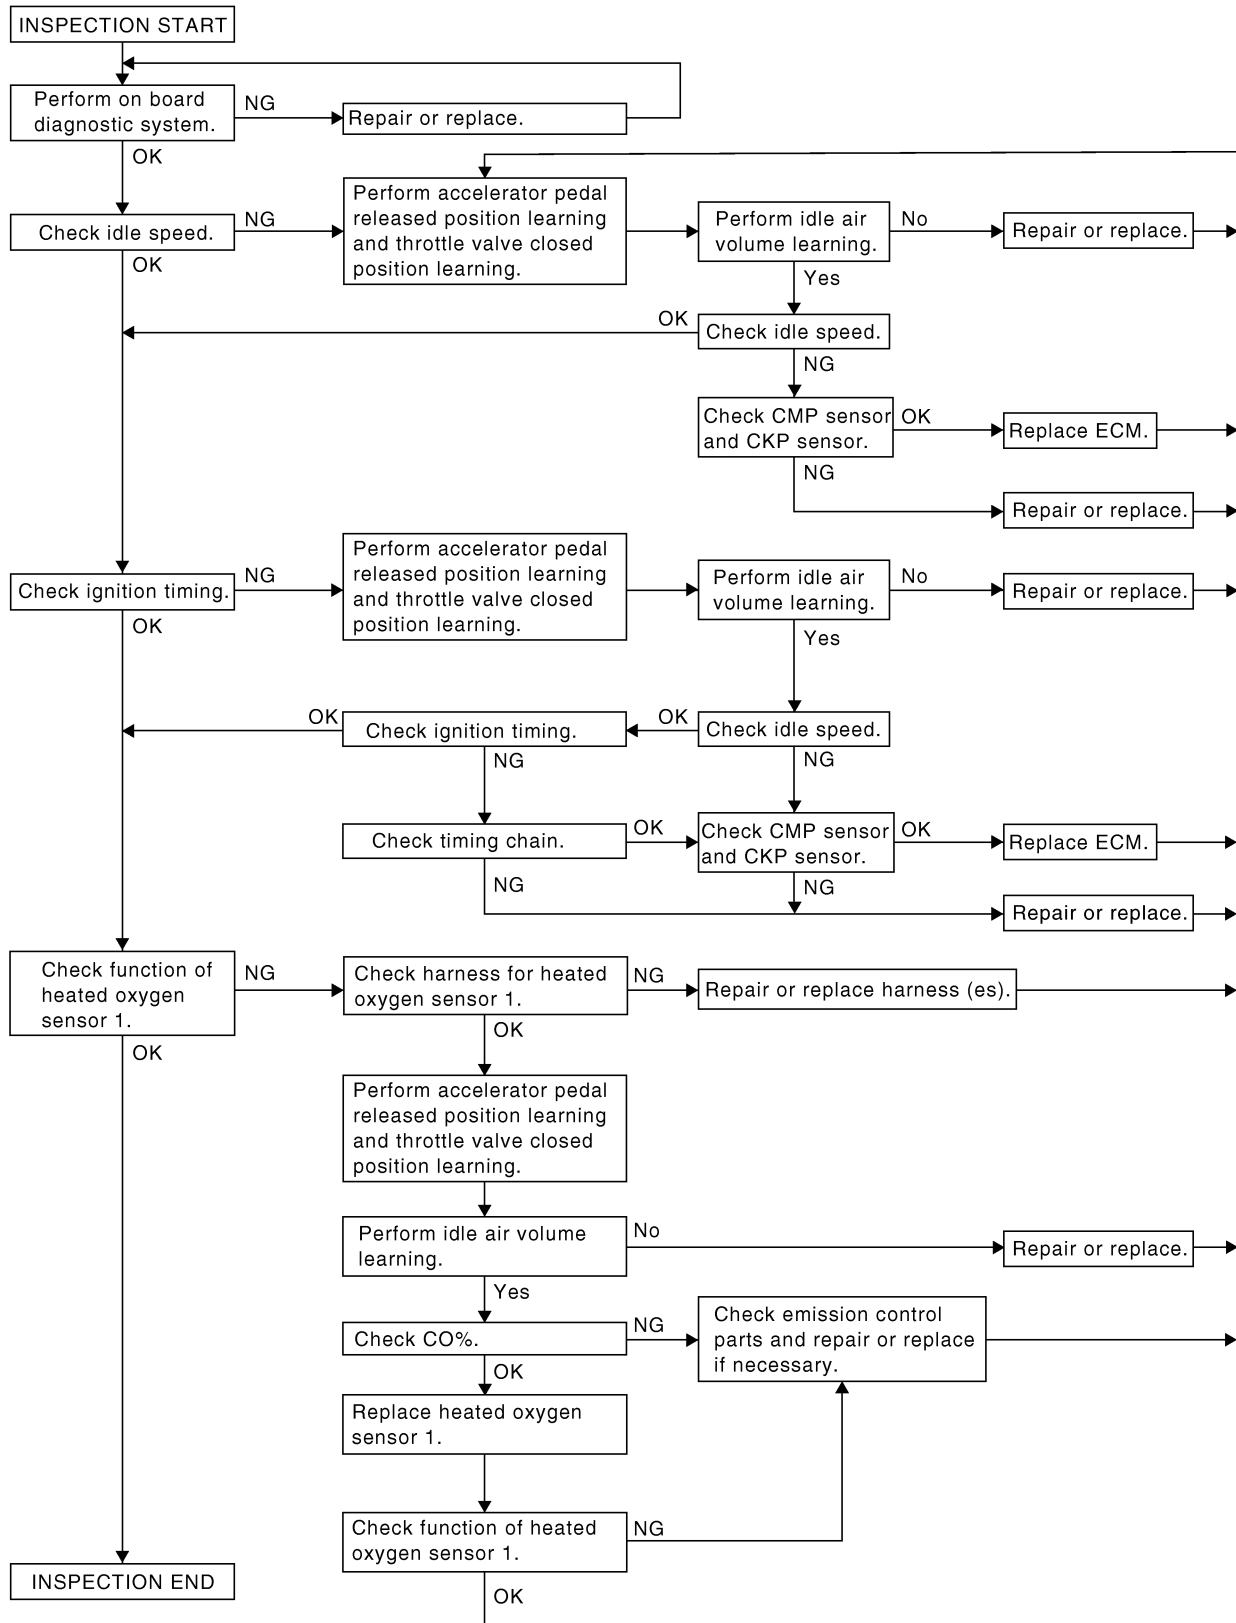 INSPECTION START
Perform on board
diagnostic system.
NG
Repair or replace.
OK
Check idle speed.
NG
Perform accelerator pedal
released position learning
and throttle valve closed
position learning.
Perform idle air
volume learning.
No
Repair or replace.
OK
Yes
OK
Check idle speed.
NG
Check CMP sensor
and CKP sensor.
OK
Replace ECM.
NG
Repair or replace.
Check ignition timing.
NG
Perform accelerator pedal
released position learning
and throttle valve closed
position learning.
Perform idle air
volume learning.
No
Repair or replace.
OK
Yes
OK
Check ignition timing.
OK
Check idle speed.
NG
NG
Check timing chain.
OK
Check CMP sensor
and CKP sensor.
OK
Replace ECM.
NG
NG
Repair or replace.
Check function of
heated oxygen
sensor 1.
NG
Check harness for heated
oxygen sensor 1.
NG
Repair or replace harness (es).
OK
OK
Perform accelerator pedal
released position learning
and throttle valve closed
position learning.
Perform idle air volume
learning.
No
Repair or replace.
Yes
Check CO%.
NG
Check emission control
parts and repair or replace
if necessary.
OK
Replace heated oxygen
sensor 1.
Check function of heated
oxygen sensor 1.
NG
INSPECTION END
OK